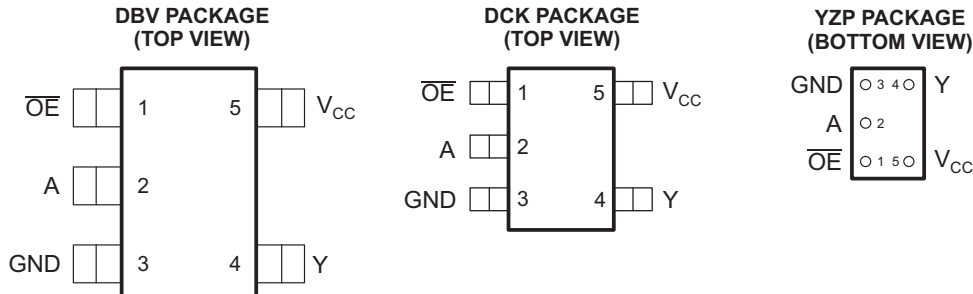 DBV PACKAGE
(TOP VIEW)
OE
1
5
VCC
A
2
GND
3
4
Y
DCK PACKAGE
(TOP VIEW)
OE
1
5
VCC
A
2
GND
3
4
Y
YZP PACKAGE
(BOTTOM VIEW)
GND
3 4
Y
A
2
OE
1 5
VCC